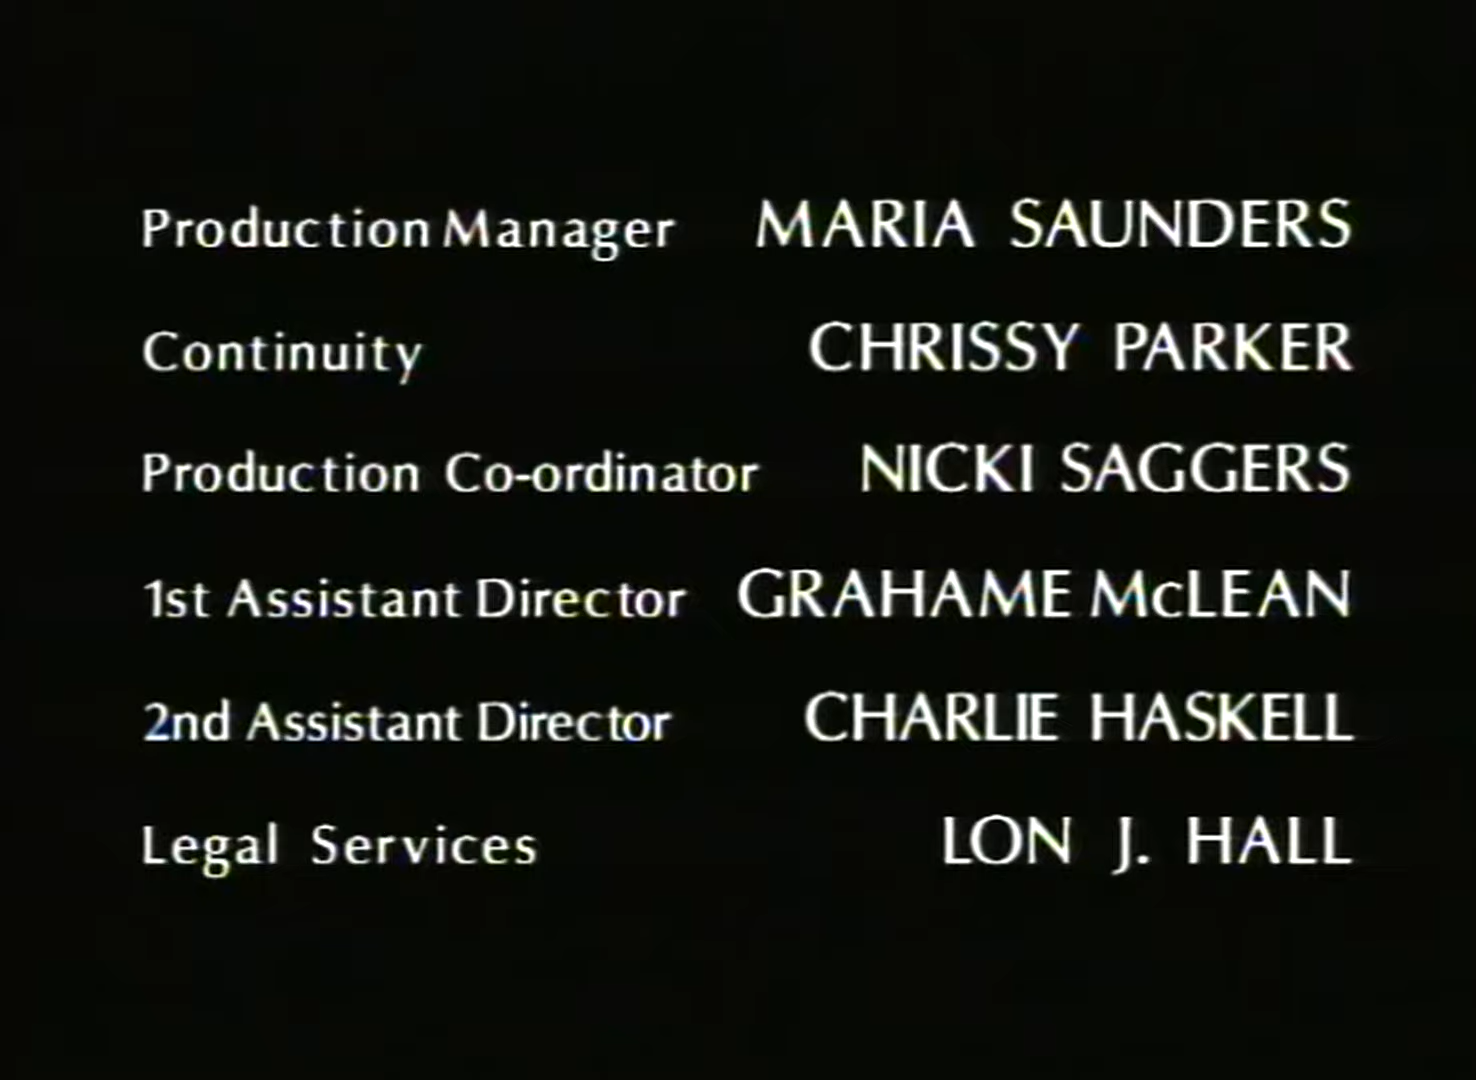 Production Manager MARIA SAUNDERS
Continuity CHRISSY PARKER
Production Co-ordinator NICKI SAGGERS
1st Assistant Director GRAHAME McLEAN
2nd Assistant Director CHARLIE HASKELL
Legal Services LON J. HALL